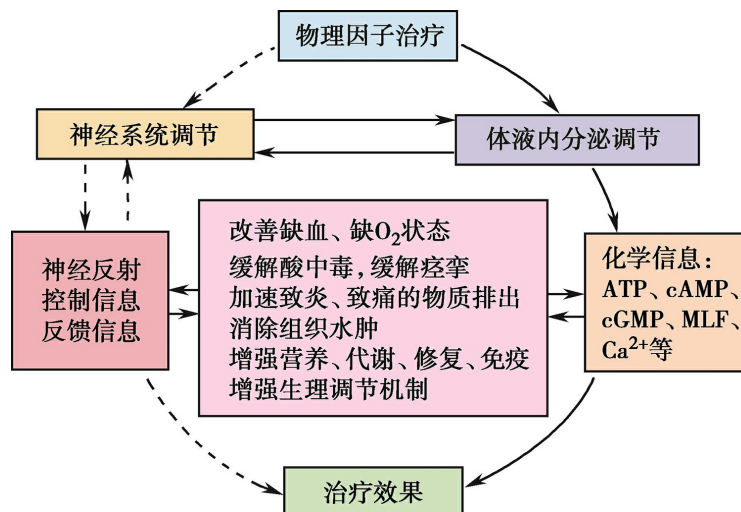 物理因子治疗
神经系统调节
体液内分泌调节
神经反射
控制信息
反馈信息
改善缺血、缺O₂状态
缓解酸中毒，缓解痉挛
加速致炎、致痛的物质排出
消除组织水肿
增强营养、代谢、修复、免疫
增强生理调节机制
化学信息：
ATP、cAMP、
cGMP、MLF、
Ca²⁺等
治疗效果